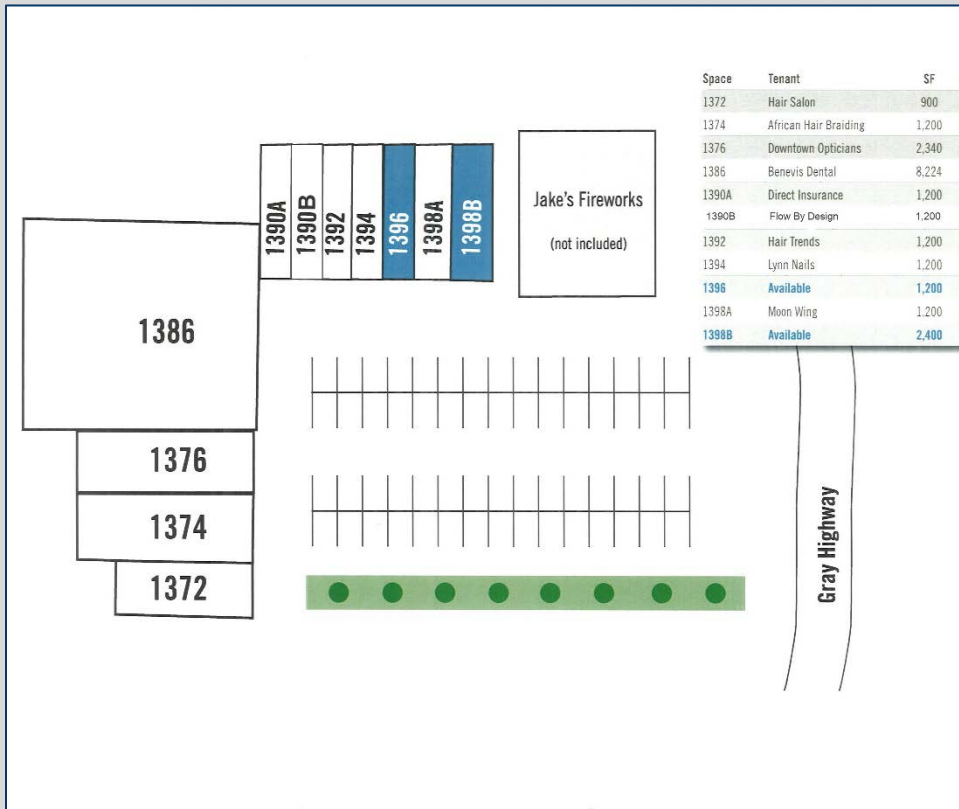 Space Tenant SF
1372 Hair Salon 900
1374 African Hair Braiding 1,200
1376 Downtown Opticians 2,340
1386 Benevis Dental 8,224
1390A Direct Insurance 1,200
1390B Flow By Design 1,200
1392 Hair Trends 1,200
1394 Lynn Nails 1,200
1396 Available 1,200
1398A Moon Wing 1,200
1398B Available 2,400
1390A
1390B
1392
1394
1396
1398A
1398B
Jake's Fireworks
(not included)
1386
1376
1374
1372
Gray Highway